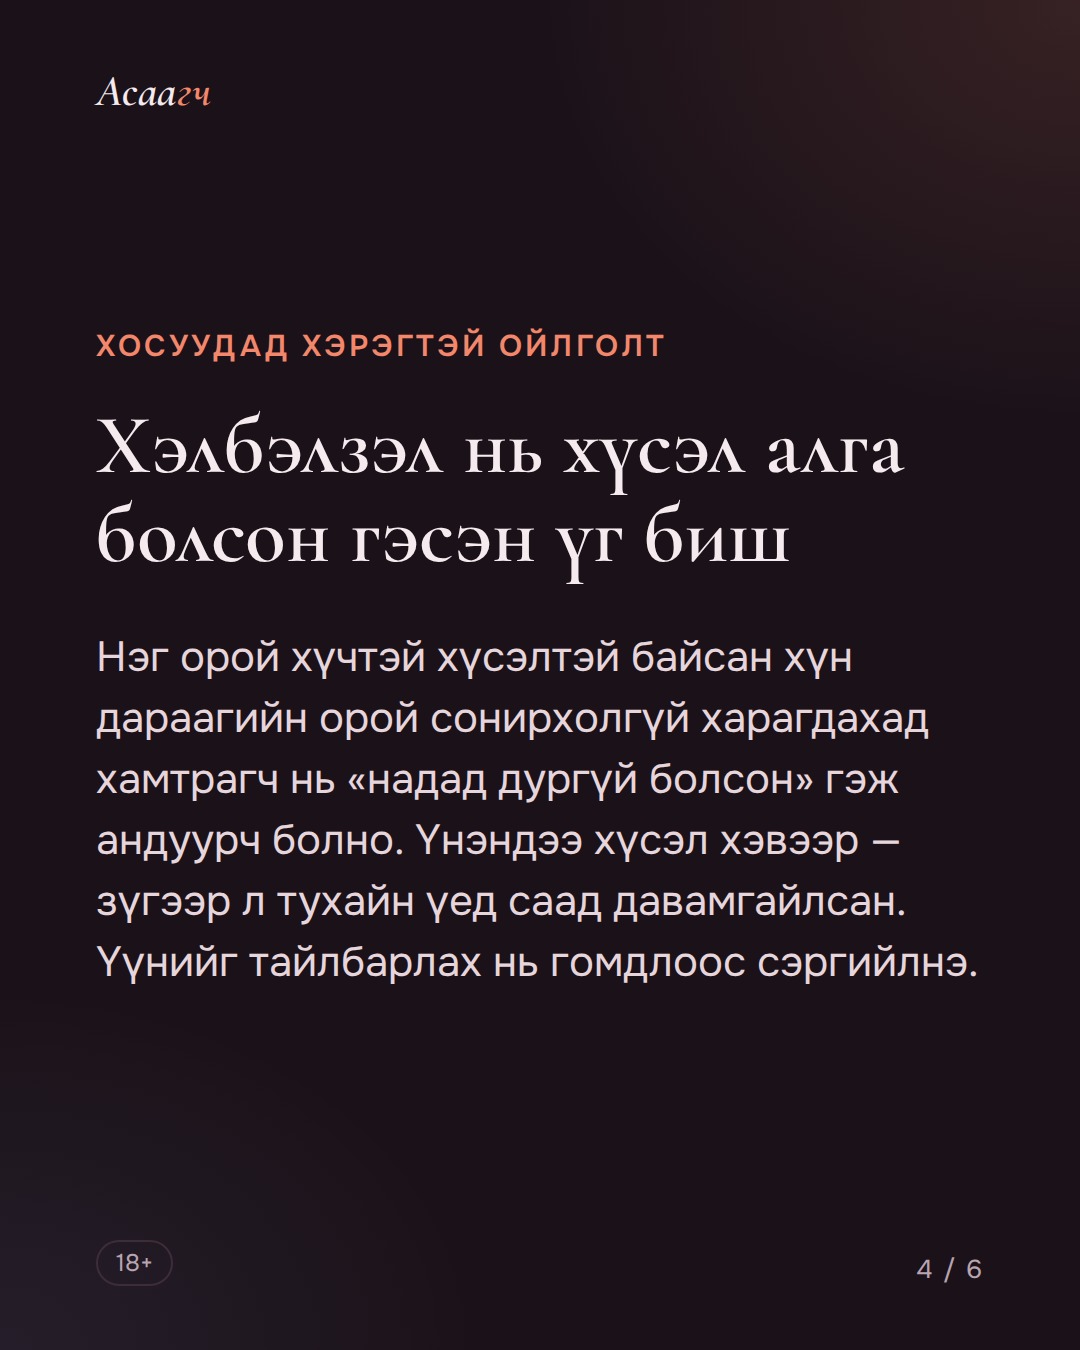 Асаагч
ХОСУУДАД ХЭРЭГТЭЙ ОЙЛГОЛТ
Хэлбэлзэл нь хүсэл алга
болсон гэсэн үг биш
Нэг орой хүчтэй хүсэлтэй байсан хүн
дараагийн орой сонирхолгүй харагдахад
хамтрагч нь «надад дургүй болсон» гэж
андуурч болно. Үнэндээ хүсэл хэвээр —
зүгээр л тухайн үед саад давамгайлсан.
Үүнийг тайлбарлах нь гомдлоос сэргийлнэ.
18+
4 / 6